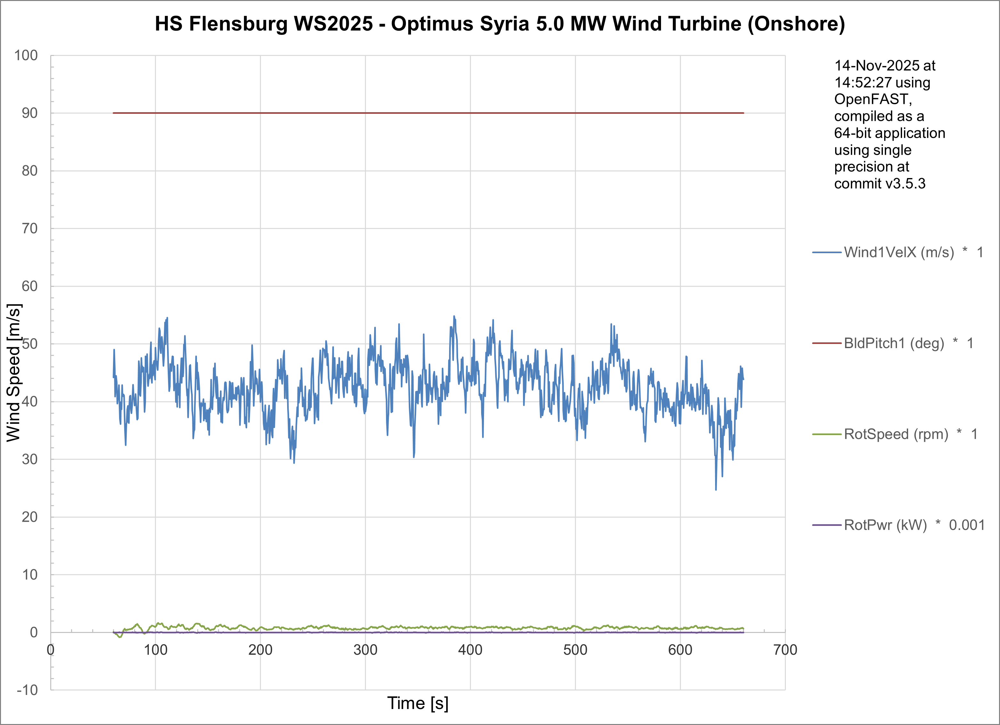 HS Flensburg WS2025 - Optimus Syria 5.0 MW Wind Turbine (Onshore)
14-Nov-2025 at
14:52:27 using
OpenFAST,
compiled as a
64-bit application
using single
precision at
commit v3.5.3
Wind Speed [m/s]
100
90
80
70
60
50
40
30
20
10
0
-10
0 100 200 300 400 500 600 700
Time [s]
Wind1VelX (m/s) * 1
BldPitch1 (deg) * 1
RotSpeed (rpm) * 1
RotPwr (kW) * 0.001